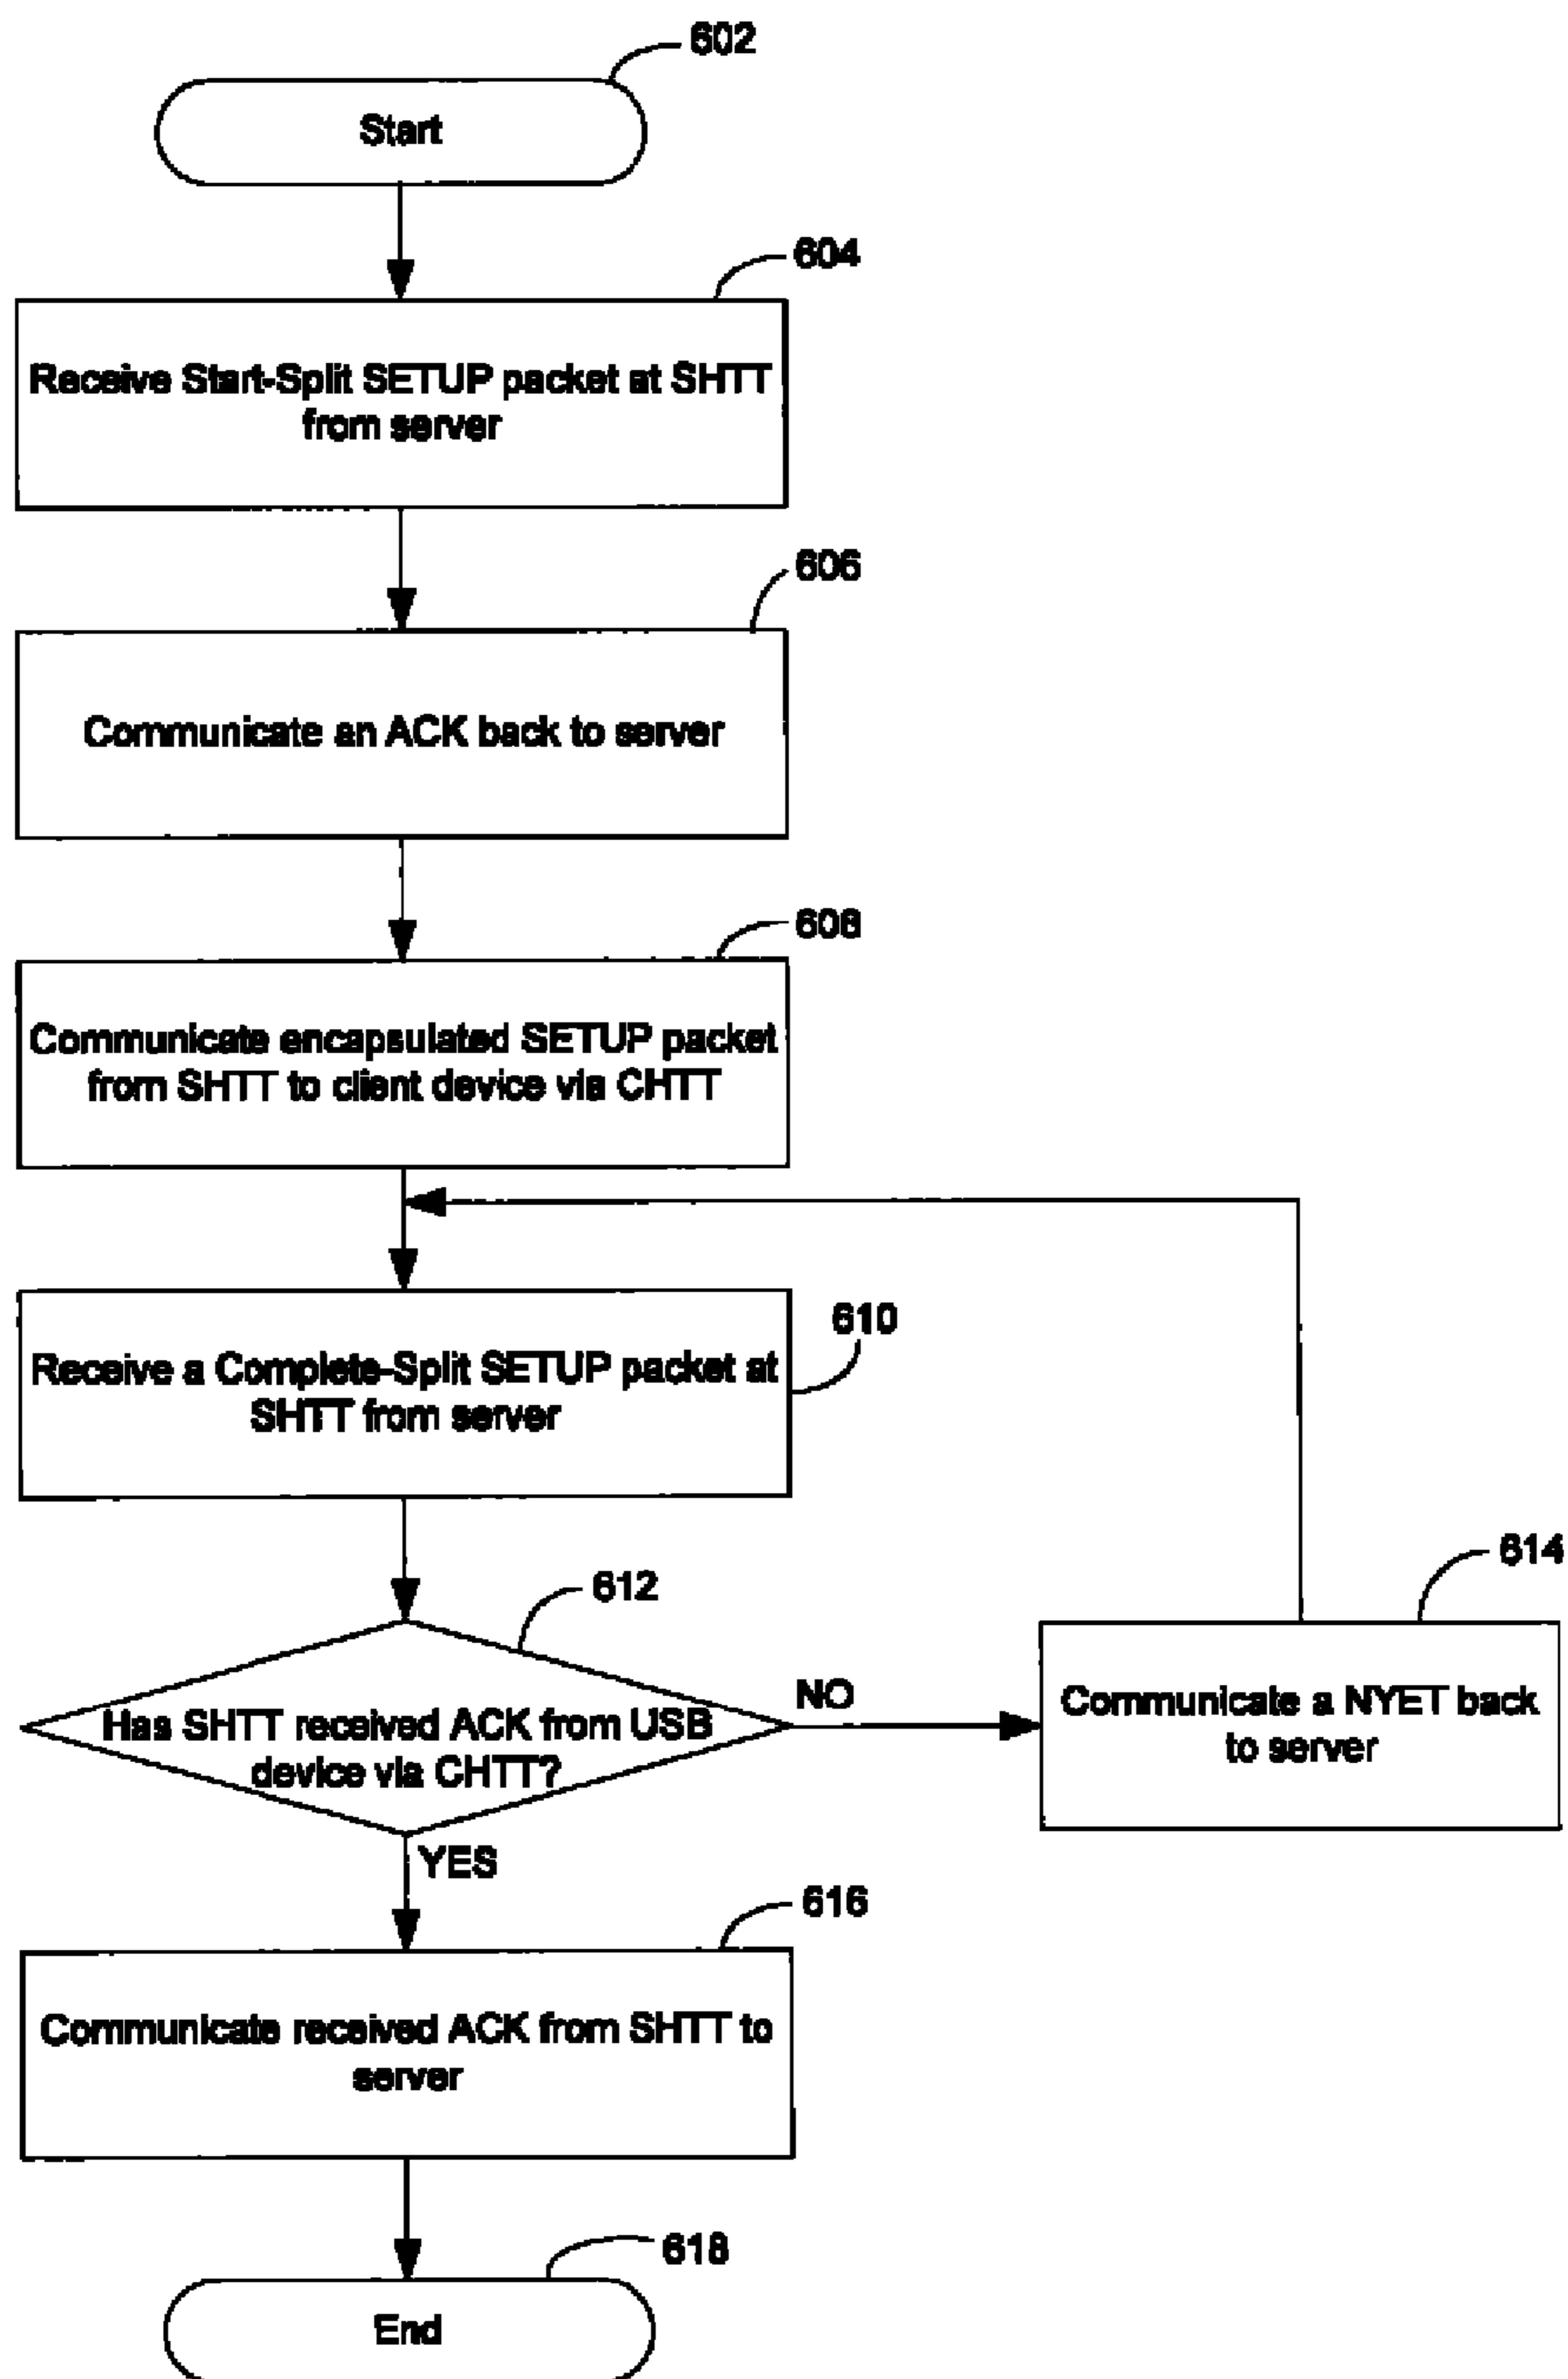 602
Start
604
Receive Start-Split SETUP packet at SHTT
from server
606
Communicate an ACK back to server
608
Communicate encapsulated SETUP packet
from SHTT to client device via CHTT
Receive a Complete-Split SETUP packet at
SHTT from server
610
612
Has SHTT received ACK from USB
device via CHTT?
NO
614
Communicate a NYET back
to server
YES
616
Communicate received ACK from SHTT to
server
618
End